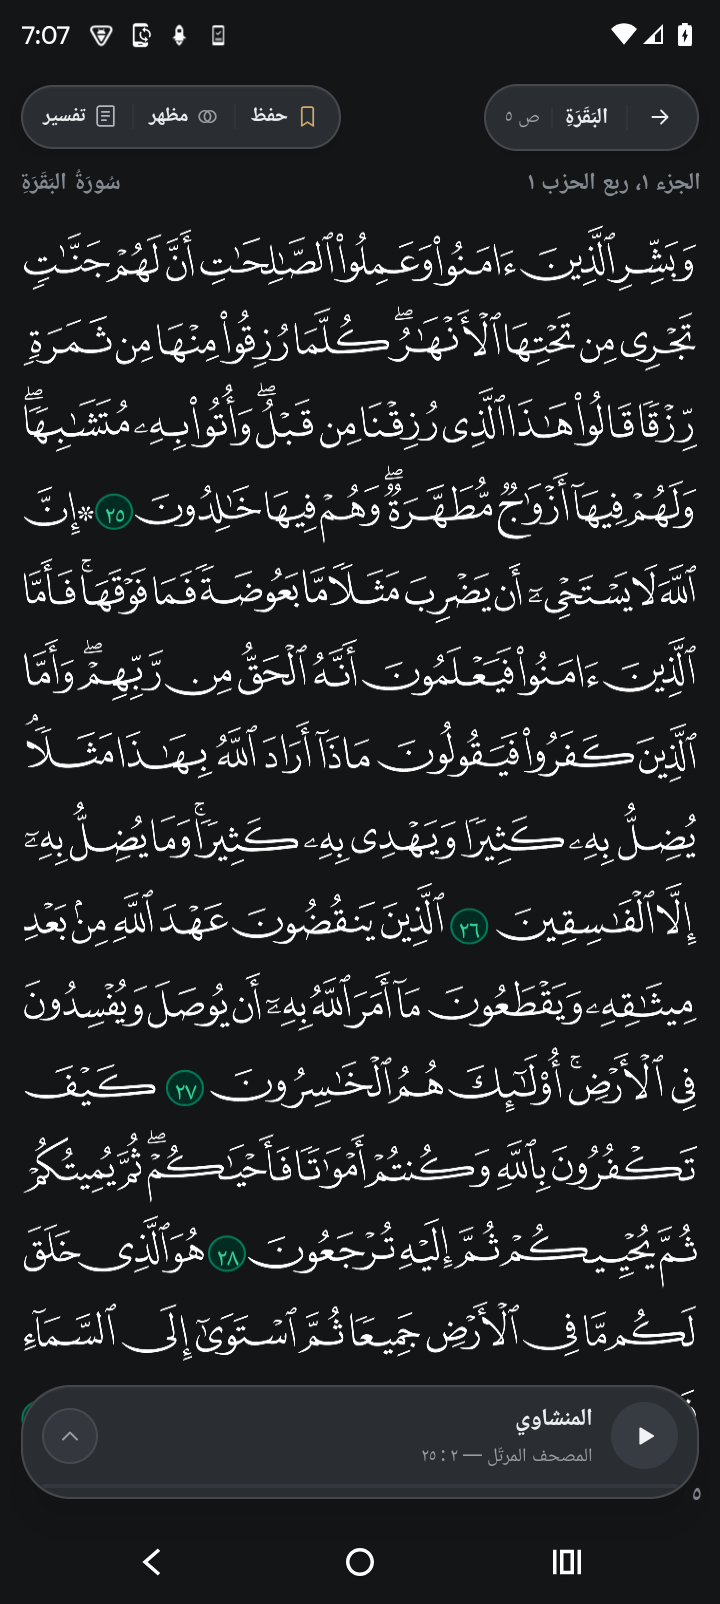 7:07
البَقَرَةِ
ص ٥
حفظ
مظهر
تفسير
الجزء ١، ربع الحزب ١
سُورَةُ البَقَرَةِ
وَبَشِّرِ ٱلَّذِينَ ءَامَنُوا۟ وَعَمِلُوا۟ ٱلصَّـٰلِحَـٰتِ أَنَّ لَهُمْ جَنَّـٰتٍ
تَجْرِى مِن تَحْتِهَا ٱلْأَنْهَـٰرُ ۖ كُلَّمَا رُزِقُوا۟ مِنْهَا مِن ثَمَرَةٍ
رِّزْقًا قَالُوا۟ هَـٰذَا ٱلَّذِى رُزِقْنَا مِن قَبْلُ ۖ وَأُتُوا۟ بِهِۦ مُتَشَـٰبِهًا ۖ
وَلَهُمْ فِيهَآ أَزْوَٰجٌ مُّطَهَّرَةٌ ۖ وَهُمْ فِيهَا خَـٰلِدُونَ ٢٥ ۞ إِنَّ
ٱللَّهَ لَا يَسْتَحْىِۦٓ أَن يَضْرِبَ مَثَلًا مَّا بَعُوضَةً فَمَا فَوْقَهَا ۚ فَأَمَّا
ٱلَّذِينَ ءَامَنُوا۟ فَيَعْلَمُونَ أَنَّهُ ٱلْحَقُّ مِن رَّبِّهِمْ ۖ وَأَمَّا
ٱلَّذِينَ كَفَرُوا۟ فَيَقُولُونَ مَاذَآ أَرَادَ ٱللَّهُ بِهَـٰذَا مَثَلًا ۘ
يُضِلُّ بِهِۦ كَثِيرًا وَيَهْدِى بِهِۦ كَثِيرًا ۚ وَمَا يُضِلُّ بِهِۦٓ
إِلَّا ٱلْفَـٰسِقِينَ ٢٦ ٱلَّذِينَ يَنقُضُونَ عَهْدَ ٱللَّهِ مِنۢ بَعْدِ
مِيثَـٰقِهِۦ وَيَقْطَعُونَ مَآ أَمَرَ ٱللَّهُ بِهِۦٓ أَن يُوصَلَ وَيُفْسِدُونَ
فِى ٱلْأَرْضِ ۚ أُو۟لَـٰٓئِكَ هُمُ ٱلْخَـٰسِرُونَ ٢٧ كَيْفَ
تَكْفُرُونَ بِٱللَّهِ وَكُنتُمْ أَمْوَٰتًا فَأَحْيَـٰكُمْ ۖ ثُمَّ يُمِيتُكُمْ
ثُمَّ يُحْيِيكُمْ ثُمَّ إِلَيْهِ تُرْجَعُونَ ٢٨ هُوَ ٱلَّذِى خَلَقَ
لَكُم مَّا فِى ٱلْأَرْضِ جَمِيعًا ثُمَّ ٱسْتَوَىٰٓ إِلَى ٱلسَّمَآءِ
المنشاوي
المصحف المرتّل — ٢ : ٢٥
٥